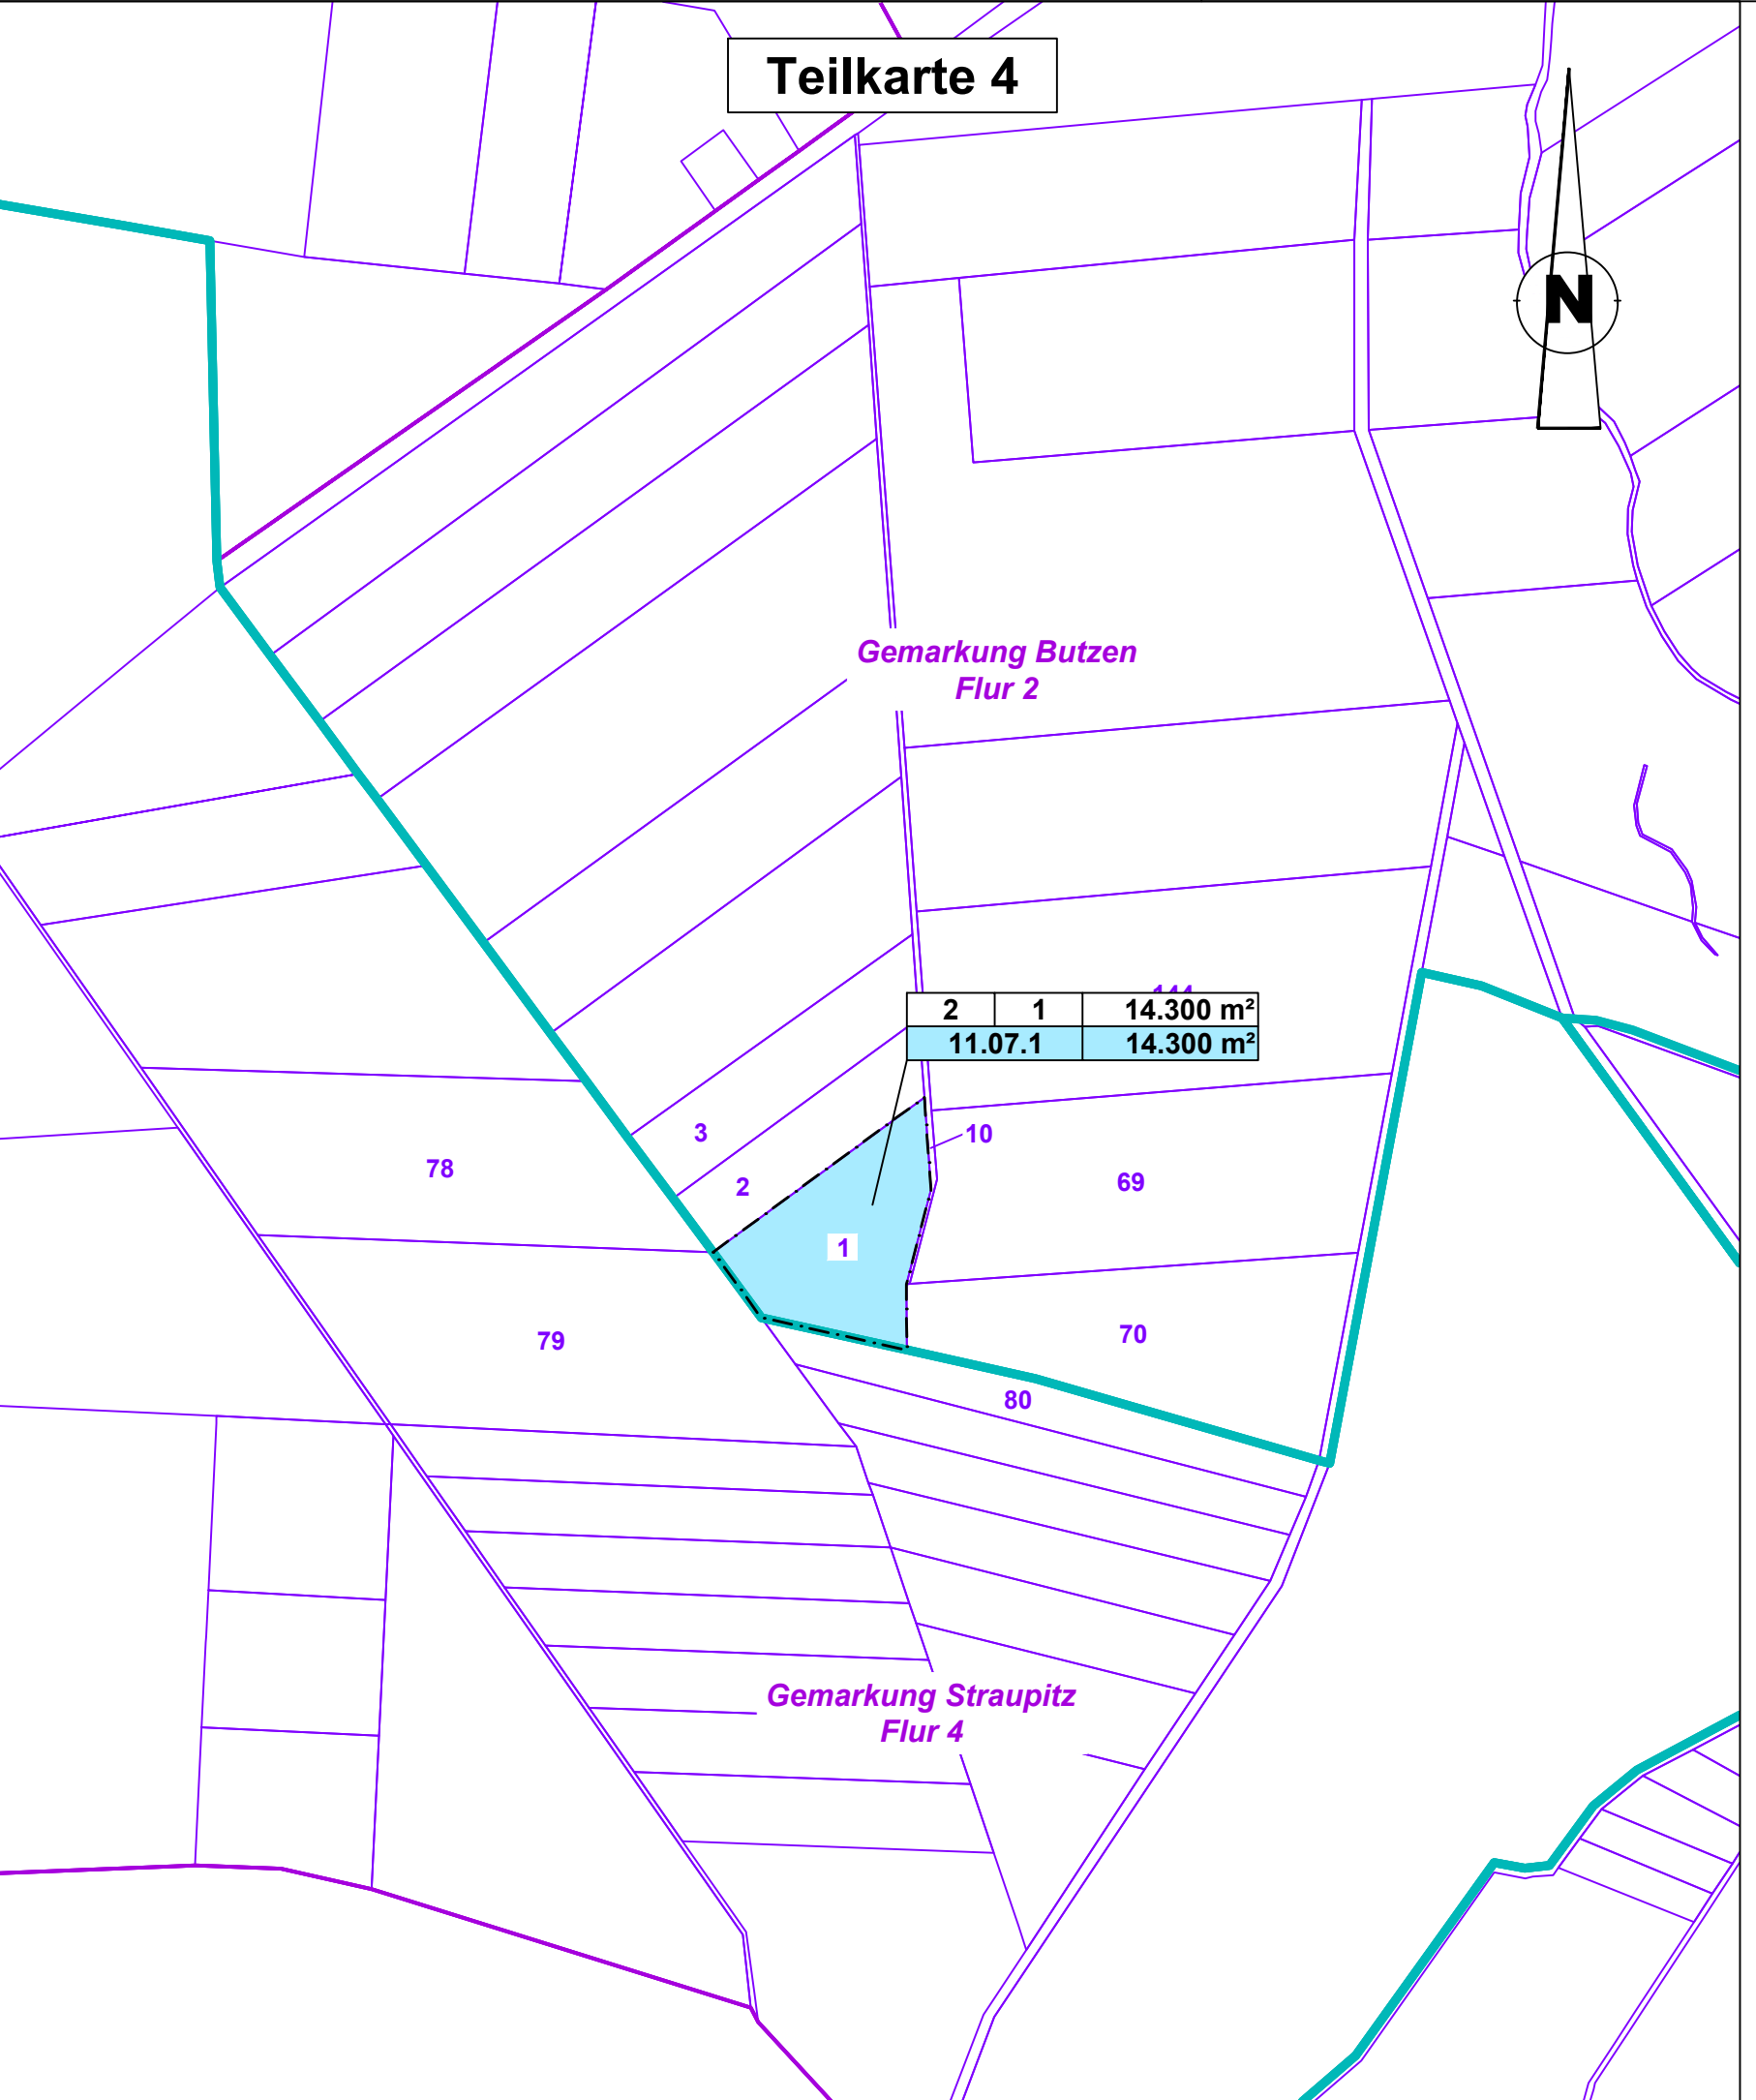 Teilkarte 4
N
Gemarkung Butzen
Flur 2
144
2 1 14.300 m²
11.07.1 14.300 m²
3
10
78
2
69
1
79
70
80
Gemarkung Straupitz
Flur 4